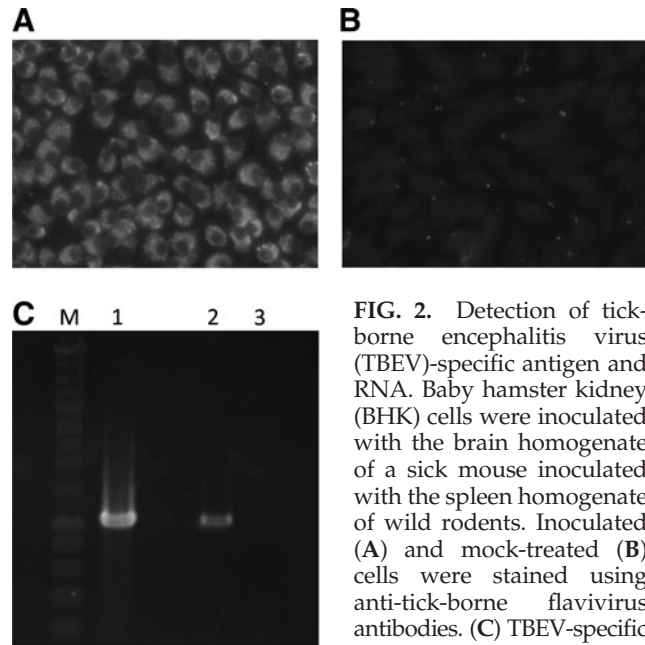 A
B
C M 1 2 3
FIG. 2. Detection of tick-
borne encephalitis virus
(TBEV)-specific antigen and
RNA. Baby hamster kidney
(BHK) cells were inoculated
with the brain homogenate
of a sick mouse inoculated
with the spleen homogenate
of wild rodents. Inoculated
(A) and mock-treated (B)
cells were stained using
anti-tick-borne flavivirus
antibodies. (C) TBEV-specific